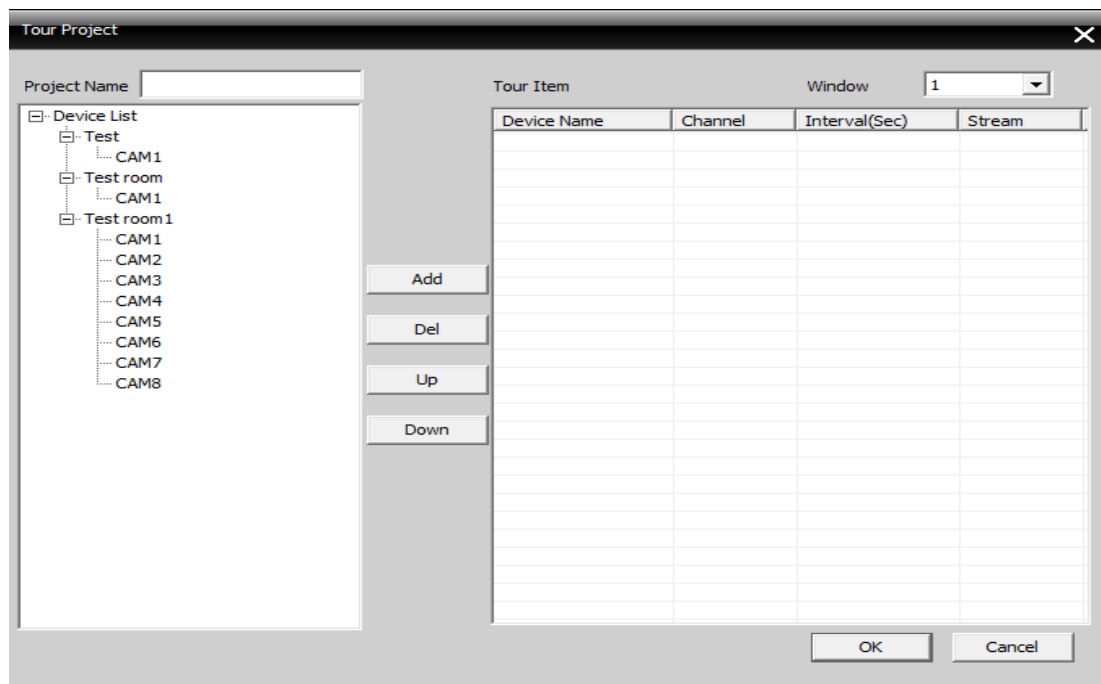 Tour Project
Project Name
Tour Item
Window
1
Device List
Test
CAM1
Test room
CAM1
Test room1
CAM1
CAM2
CAM3
CAM4
CAM5
CAM6
CAM7
CAM8
Add
Del
Up
Down
Device Name Channel Interval(Sec) Stream
OK
Cancel